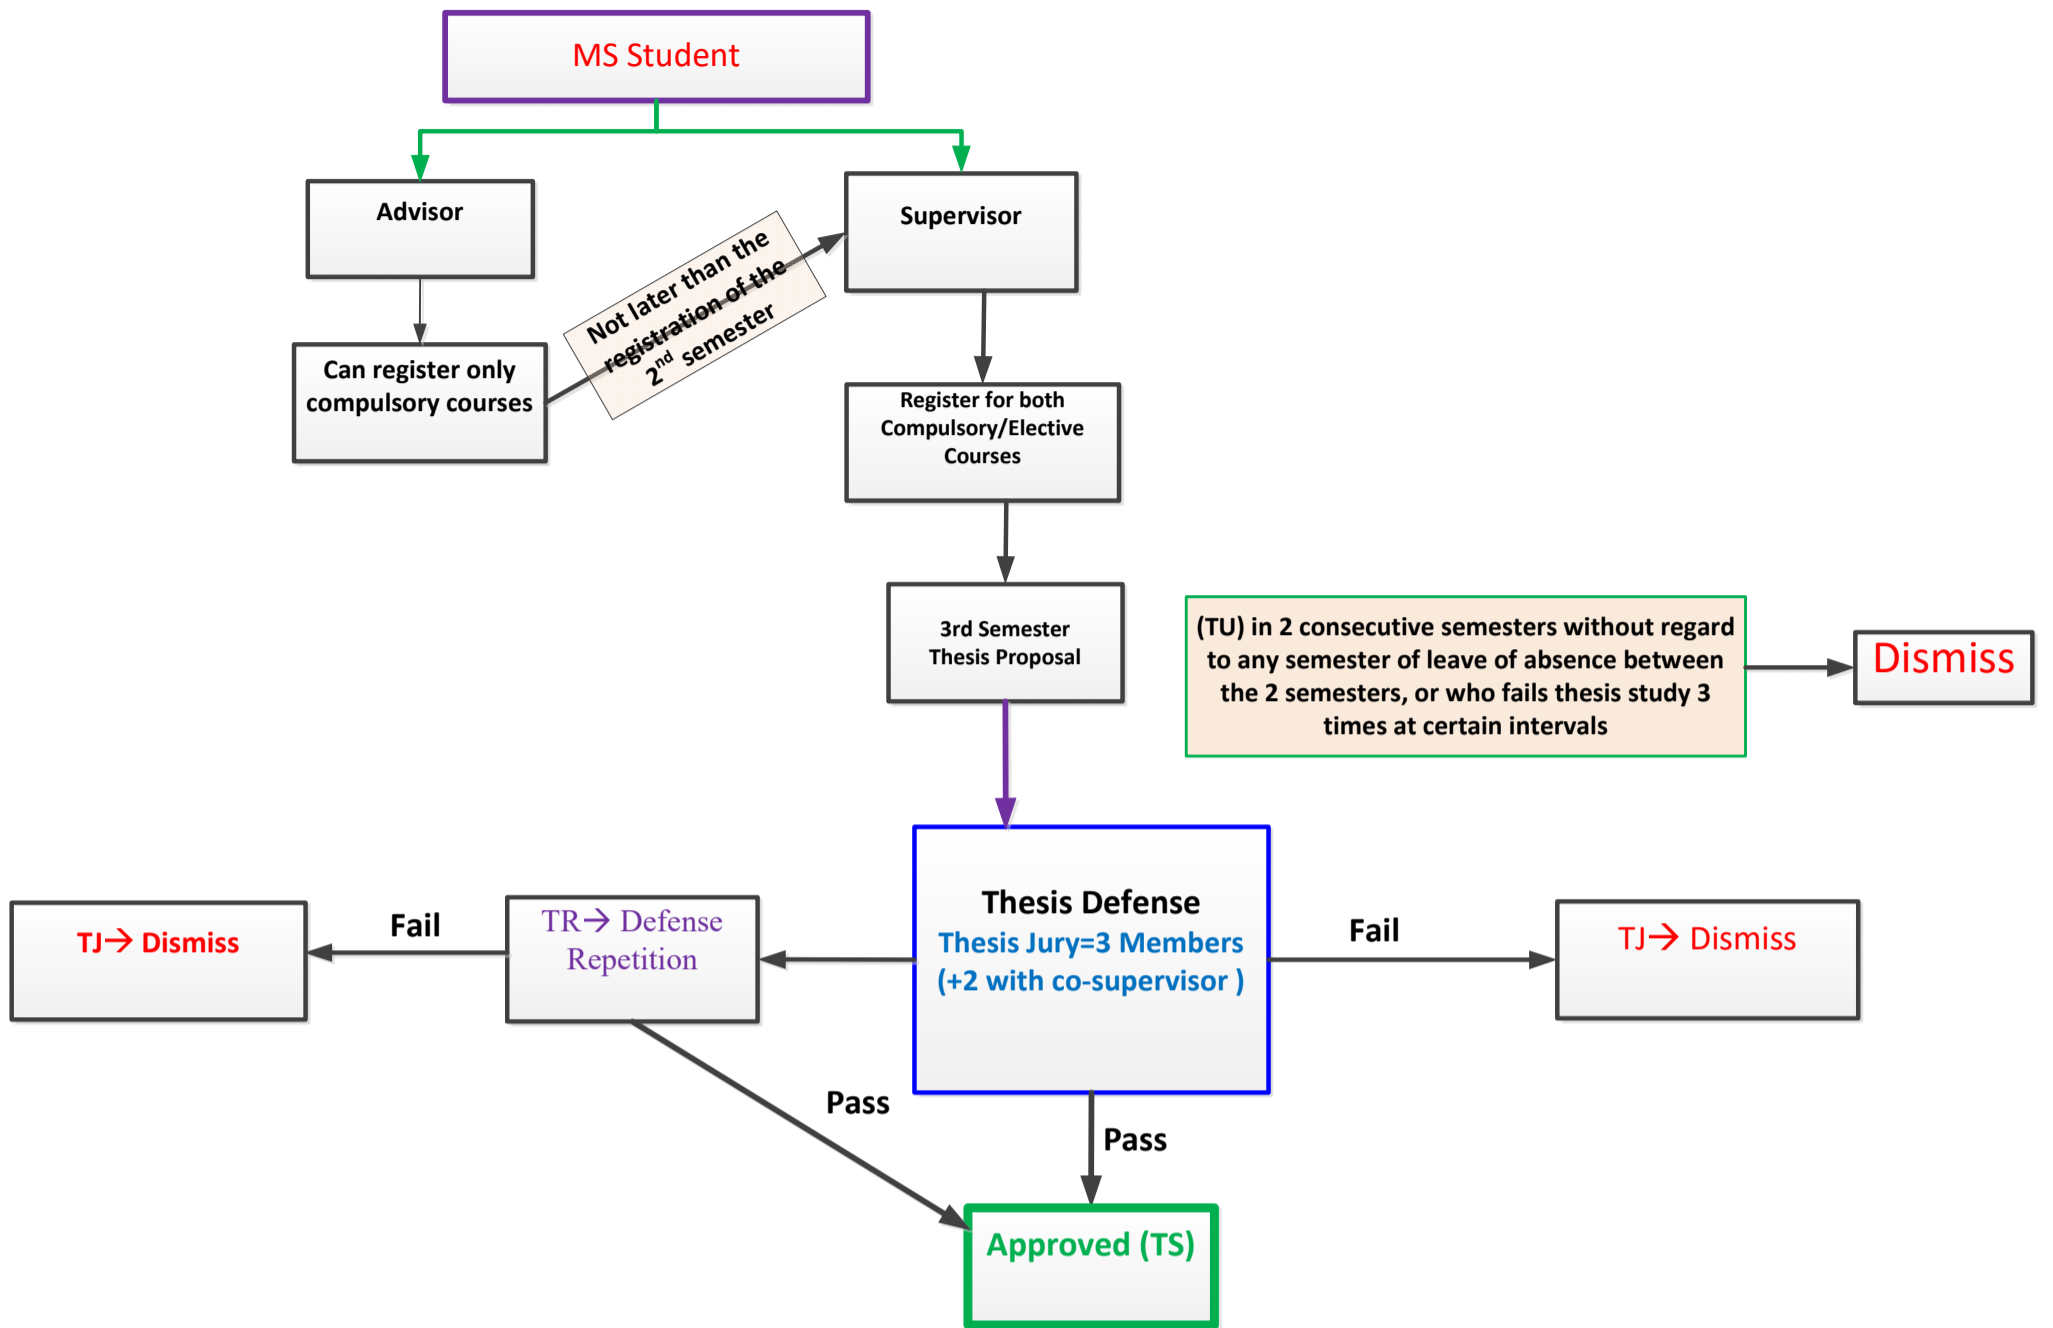 MS Student
Advisor
Supervisor
Not later than the
registration of the
2nd semester
Can register only
compulsory courses
Register for both
Compulsory/Elective
Courses
3rd Semester
Thesis Proposal
(TU) in 2 consecutive semesters without regard
to any semester of leave of absence between
the 2 semesters, or who fails thesis study 3
times at certain intervals
Dismiss
TJ→ Dismiss
Fail
TR→ Defense
Repetition
Thesis Defense
Thesis Jury=3 Members
(+2 with co-supervisor )
Fail
TJ→ Dismiss
Pass
Pass
Approved (TS)